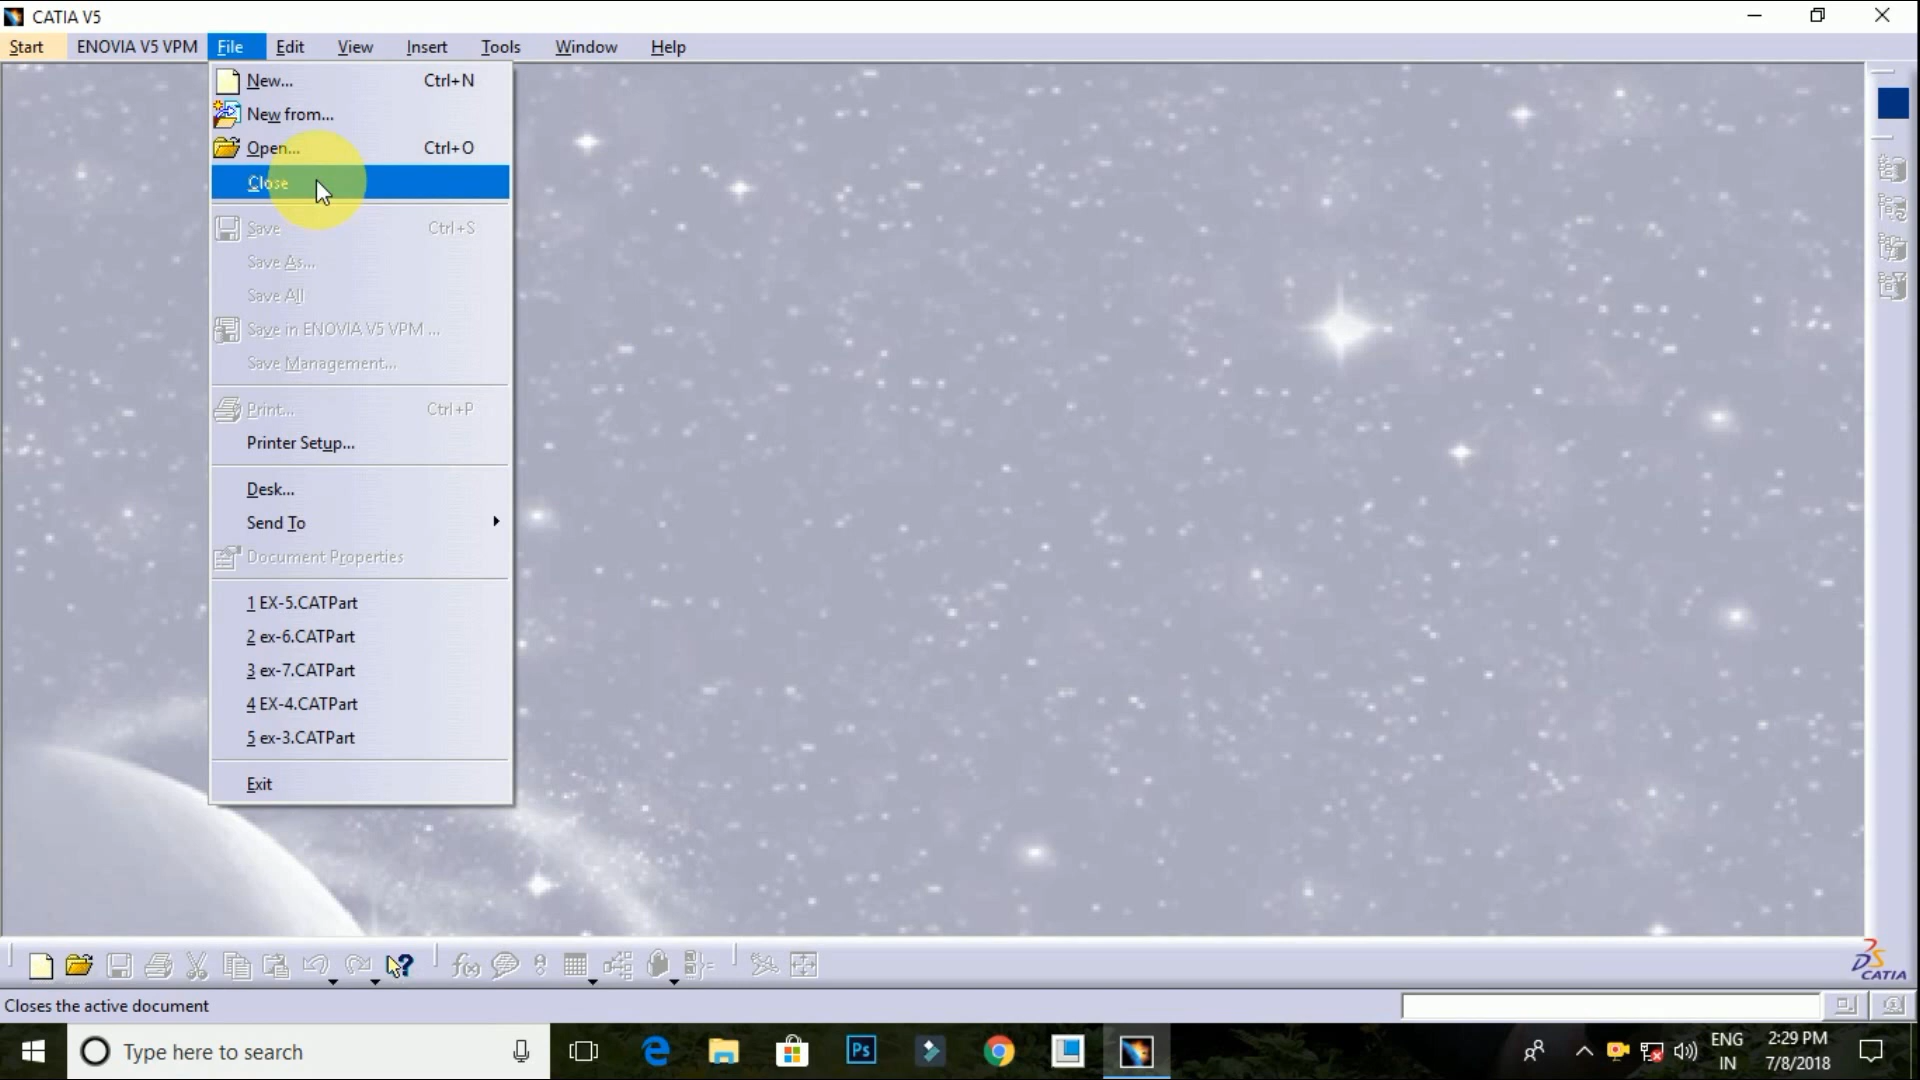 CATIA V5
Start ENOVIA V5 VPM File Edit View Insert Tools Window Help
New... Ctrl+N
New from...
Open... Ctrl+O
Close
Save Ctrl+S
Save As...
Save All
Save in ENOVIA V5 VPM ...
Save Management...
Print... Ctrl+P
Printer Setup...
Desk...
Send To
Document Properties
1 EX-5.CATPart
2 ex-6.CATPart
3 ex-7.CATPart
4 EX-4.CATPart
5 ex-3.CATPart
Exit
CATIA
Closes the active document
Type here to search
Ps
ENG
IN
2:29 PM
7/8/2018